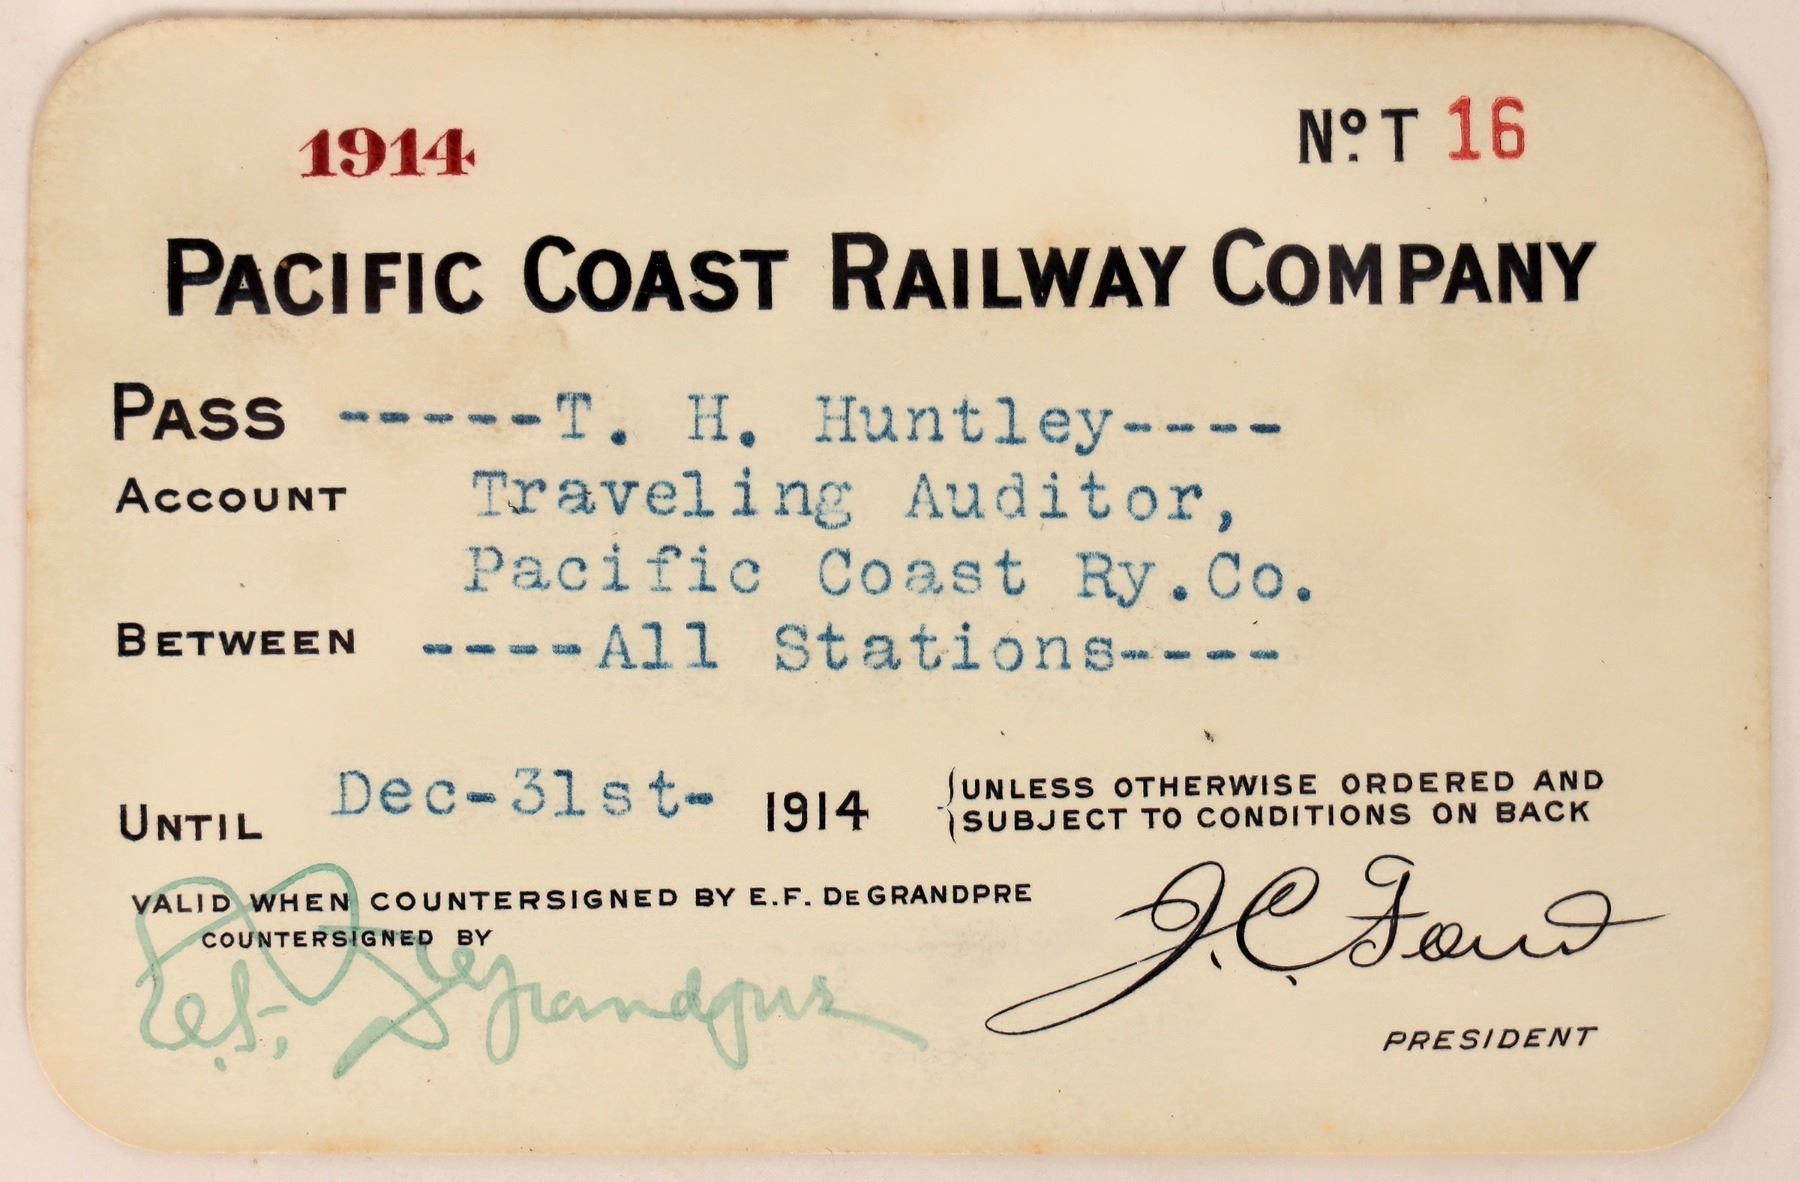 1914
Nº. T 16
PACIFIC COAST RAILWAY COMPANY
PASS -----T. H. Huntley----
ACCOUNT Traveling Auditor,
Pacific Coast Ry.Co.
BETWEEN ----All Stations----
UNTIL Dec-31st- 1914 { UNLESS OTHERWISE ORDERED AND
SUBJECT TO CONDITIONS ON BACK
VALID WHEN COUNTERSIGNED BY E.F. DEGRANDPRE
COUNTERSIGNED BY
E.F. DeGrandpre
J.C. Ford
PRESIDENT